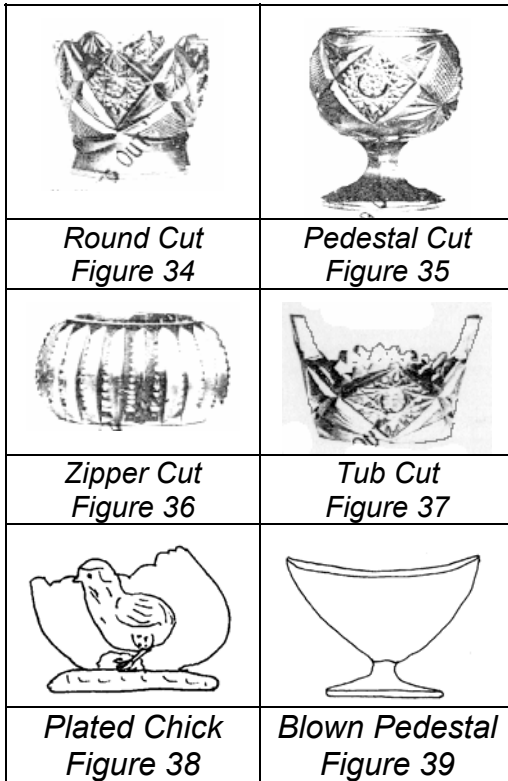 Round Cut
Figure 34
Pedestal Cut
Figure 35
Zipper Cut
Figure 36
Tub Cut
Figure 37
Plated Chick
Figure 38
Blown Pedestal
Figure 39